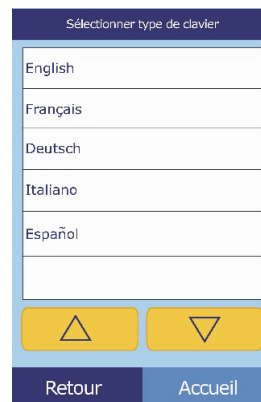 Sélectionner type de clavier
English
Français
Deutsch
Italiano
Español
Retour
Accueil